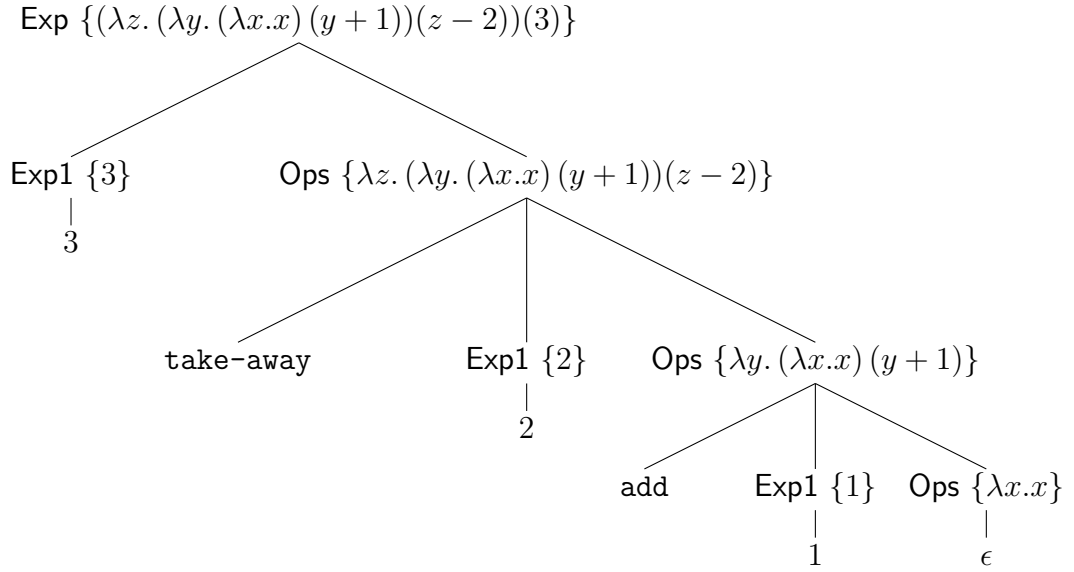 Exp {(λz. (λy. (λx.x) (y + 1))(z − 2))(3)}
Exp1 {3} Ops {λz. (λy. (λx.x) (y + 1))(z − 2)}
3
take-away Exp1 {2} Ops {λy. (λx.x) (y + 1)}
2
add Exp1 {1} Ops {λx.x}
1 ϵ